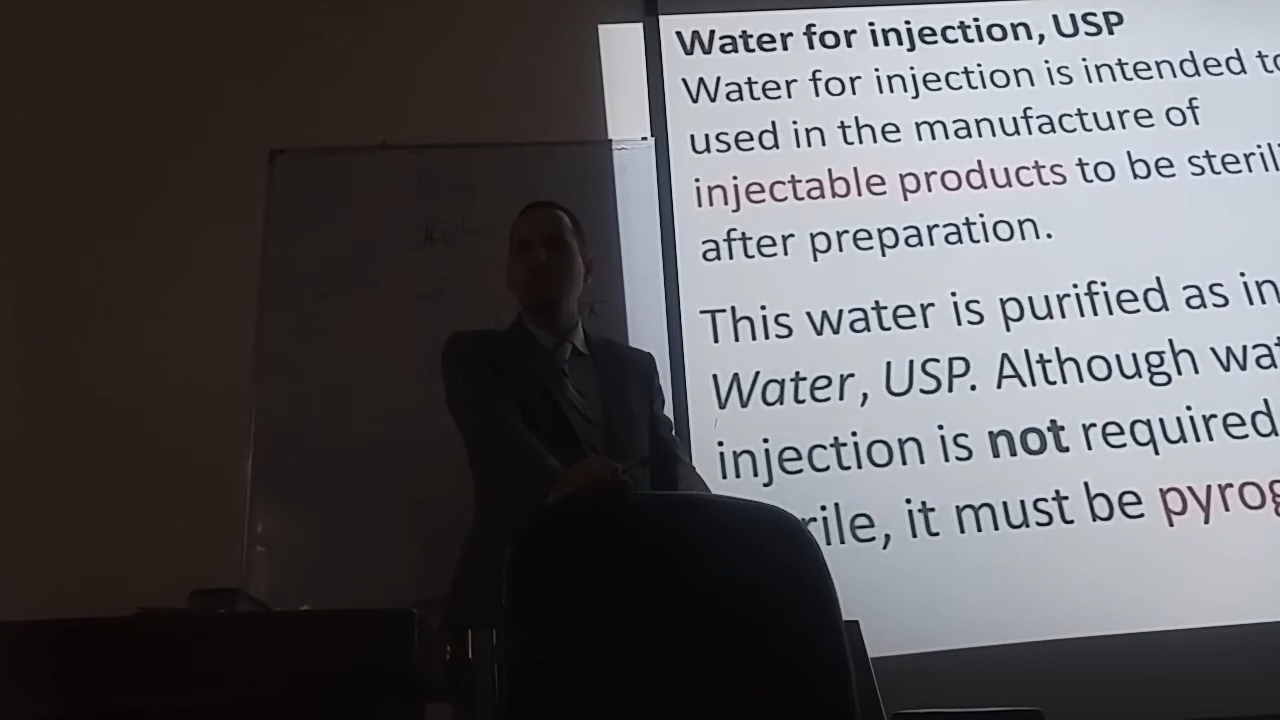 Water for injection, USP
Water for injection is intended to
used in the manufacture of
injectable products to be sterili
after preparation.
This water is purified as in
Water, USP. Although wat
injection is not required
rile, it must be pyrog